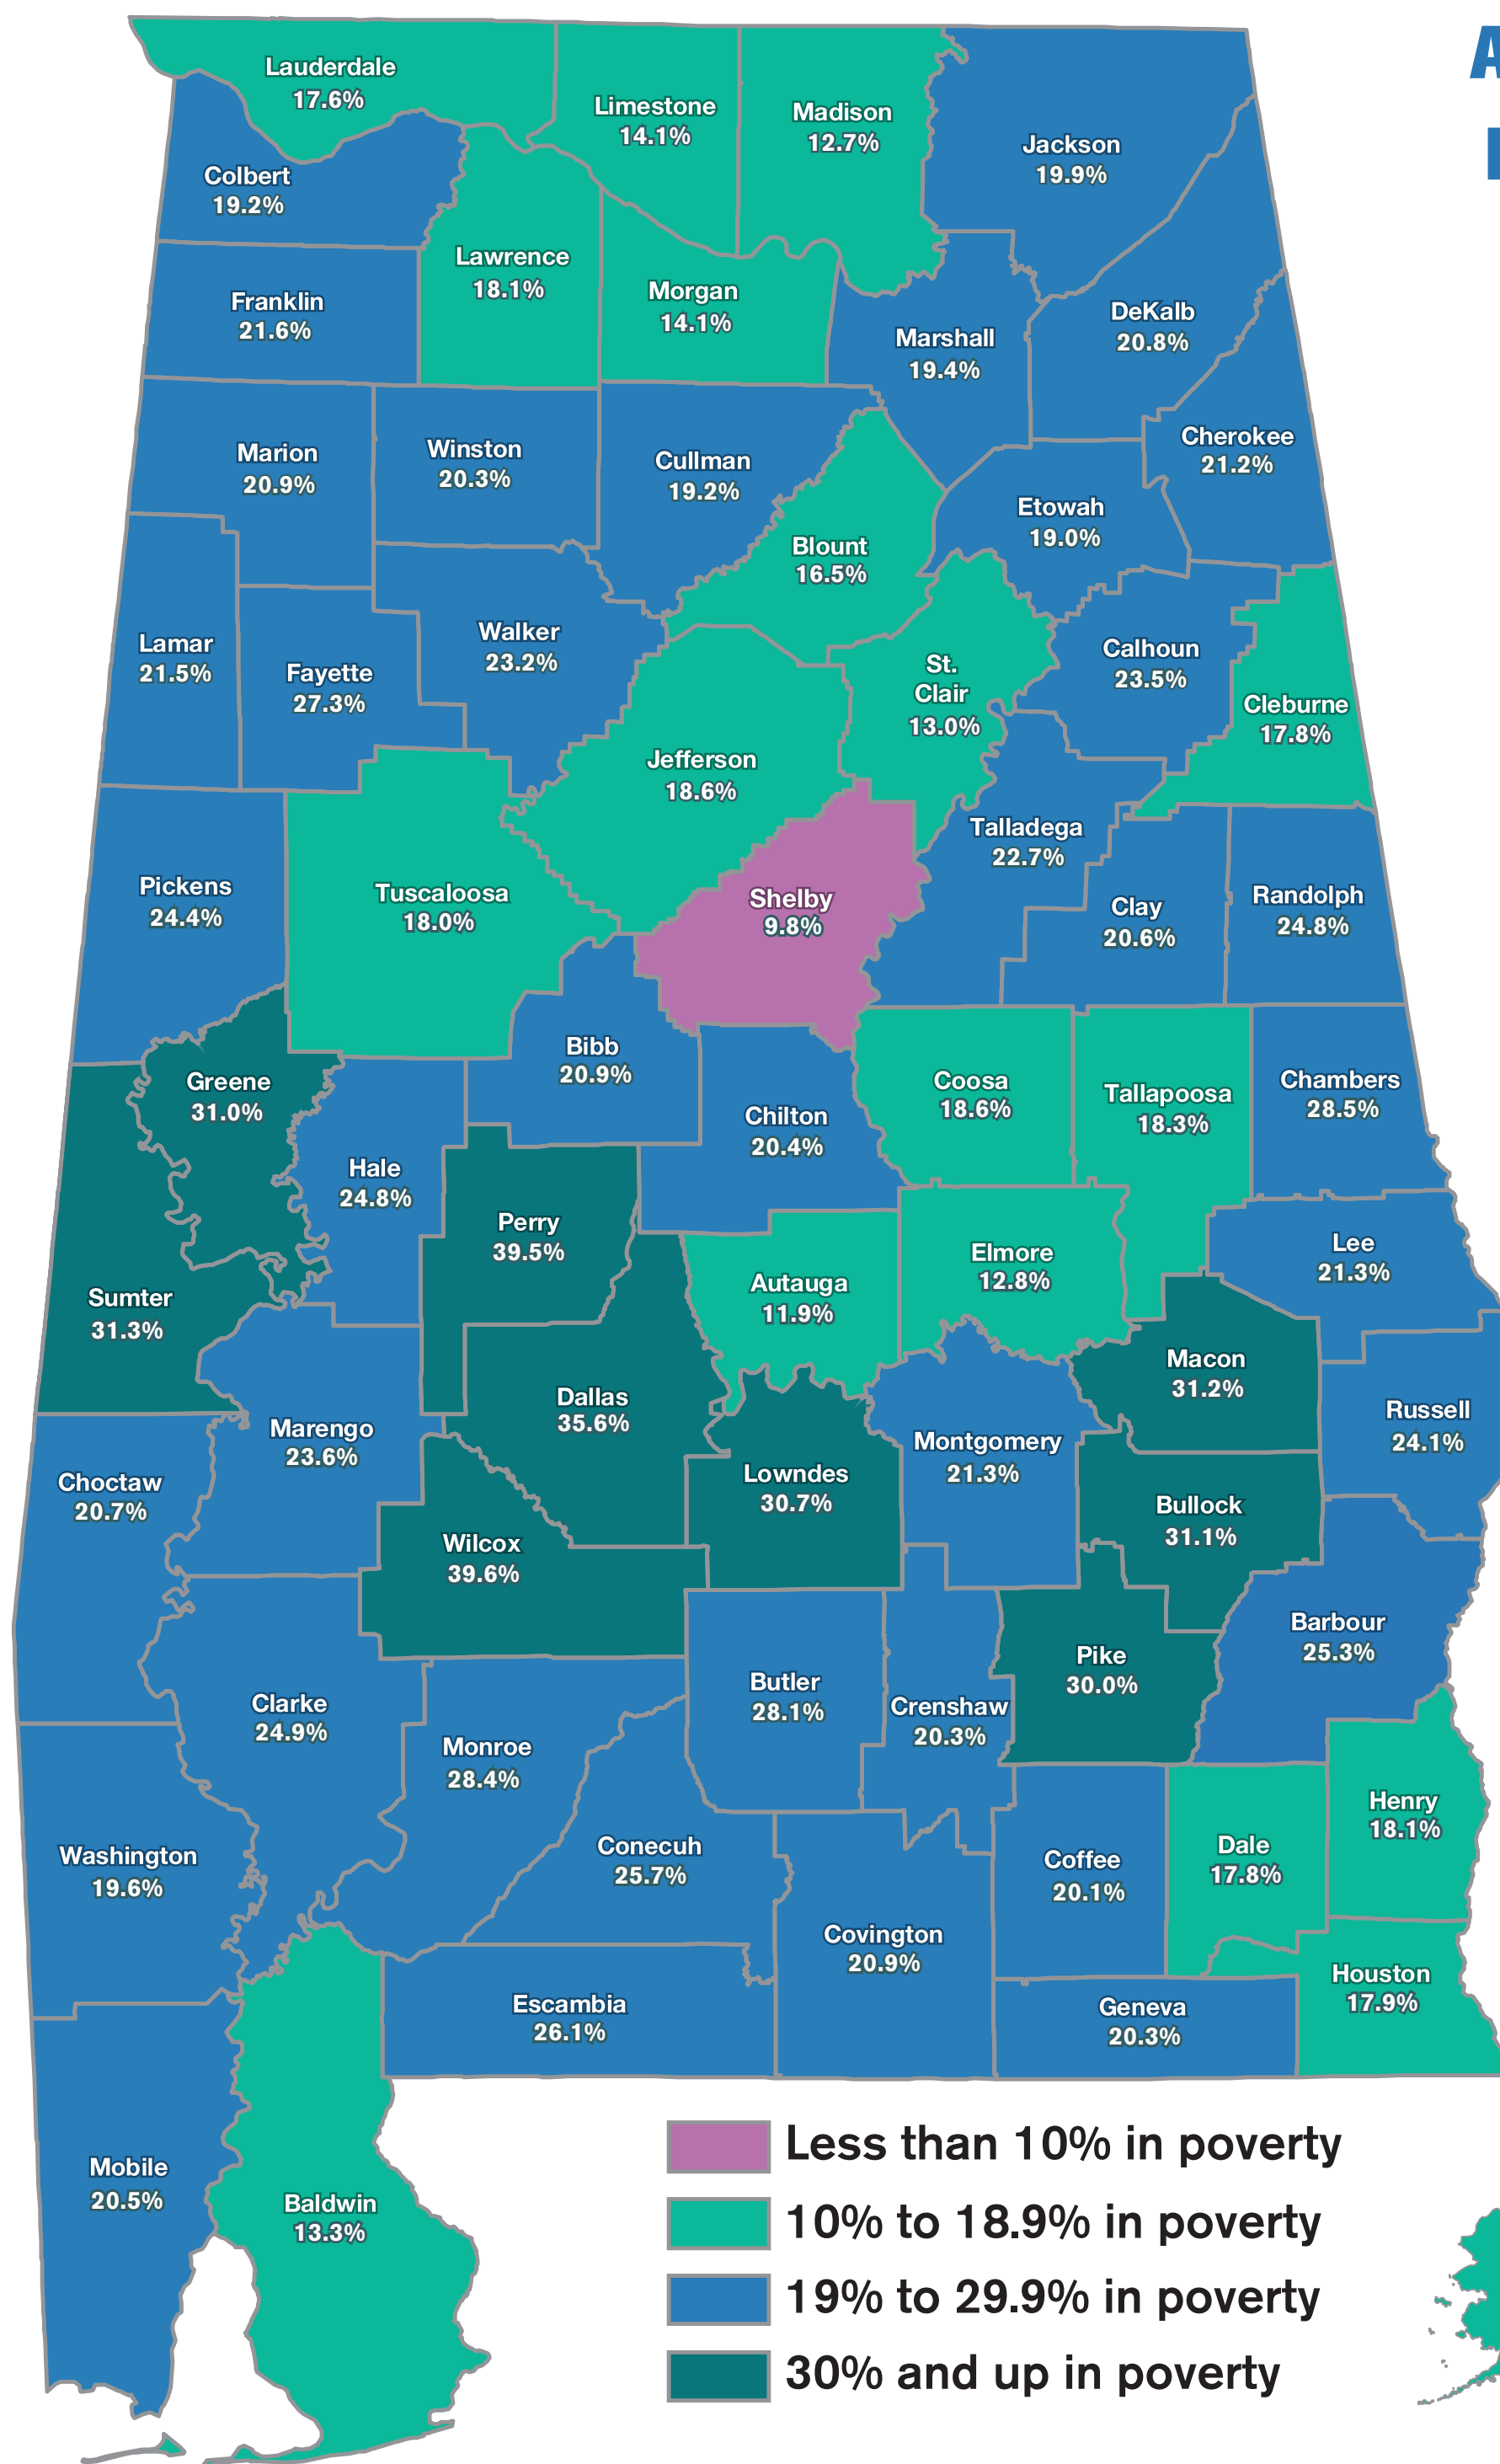 A
Lauderdale
17.6%
Limestone
14.1%
Madison
12.7%
Jackson
19.9%
Colbert
19.2%
Lawrence
18.1%
Morgan
14.1%
Franklin
21.6%
Marshall
19.4%
DeKalb
20.8%
Marion
20.9%
Winston
20.3%
Cullman
19.2%
Cherokee
21.2%
Etowah
19.0%
Blount
16.5%
Lamar
21.5%
Fayette
27.3%
Walker
23.2%
St.
Clair
13.0%
Calhoun
23.5%
Cleburne
17.8%
Jefferson
18.6%
Talladega
22.7%
Pickens
24.4%
Tuscaloosa
18.0%
Shelby
9.8%
Clay
20.6%
Randolph
24.8%
Greene
31.0%
Bibb
20.9%
Chilton
20.4%
Coosa
18.6%
Tallapoosa
18.3%
Chambers
28.5%
Hale
24.8%
Perry
39.5%
Sumter
31.3%
Autauga
11.9%
Elmore
12.8%
Lee
21.3%
Macon
31.2%
Dallas
35.6%
Russell
24.1%
Marengo
23.6%
Choctaw
20.7%
Lowndes
30.7%
Montgomery
21.3%
Bullock
31.1%
Wilcox
39.6%
Barbour
25.3%
Pike
30.0%
Clarke
24.9%
Butler
28.1%
Crenshaw
20.3%
Monroe
28.4%
Henry
18.1%
Washington
19.6%
Conecuh
25.7%
Coffee
20.1%
Dale
17.8%
Covington
20.9%
Houston
17.9%
Escambia
26.1%
Geneva
20.3%
Mobile
20.5%
Baldwin
13.3%
Less than 10% in poverty
10% to 18.9% in poverty
19% to 29.9% in poverty
30% and up in poverty